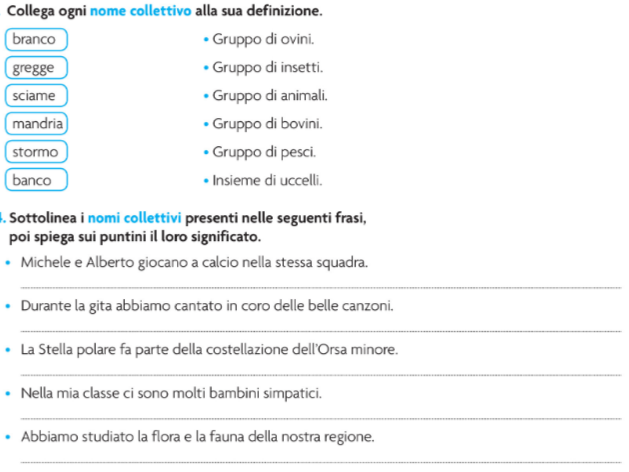 Collega ogni nome collettivo alla sua definizione.
branco • Gruppo di ovini.
gregge • Gruppo di insetti.
sciame • Gruppo di animali.
mandria • Gruppo di bovini.
stormo • Gruppo di pesci.
banco • Insieme di uccelli.
. Sottolinea i nomi collettivi presenti nelle seguenti frasi,
poi spiega sui puntini il loro significato.
• Michele e Alberto giocano a calcio nella stessa squadra.
• Durante la gita abbiamo cantato in coro delle belle canzoni.
• La Stella polare fa parte della costellazione dell'Orsa minore.
• Nella mia classe ci sono molti bambini simpatici.
• Abbiamo studiato la flora e la fauna della nostra regione.